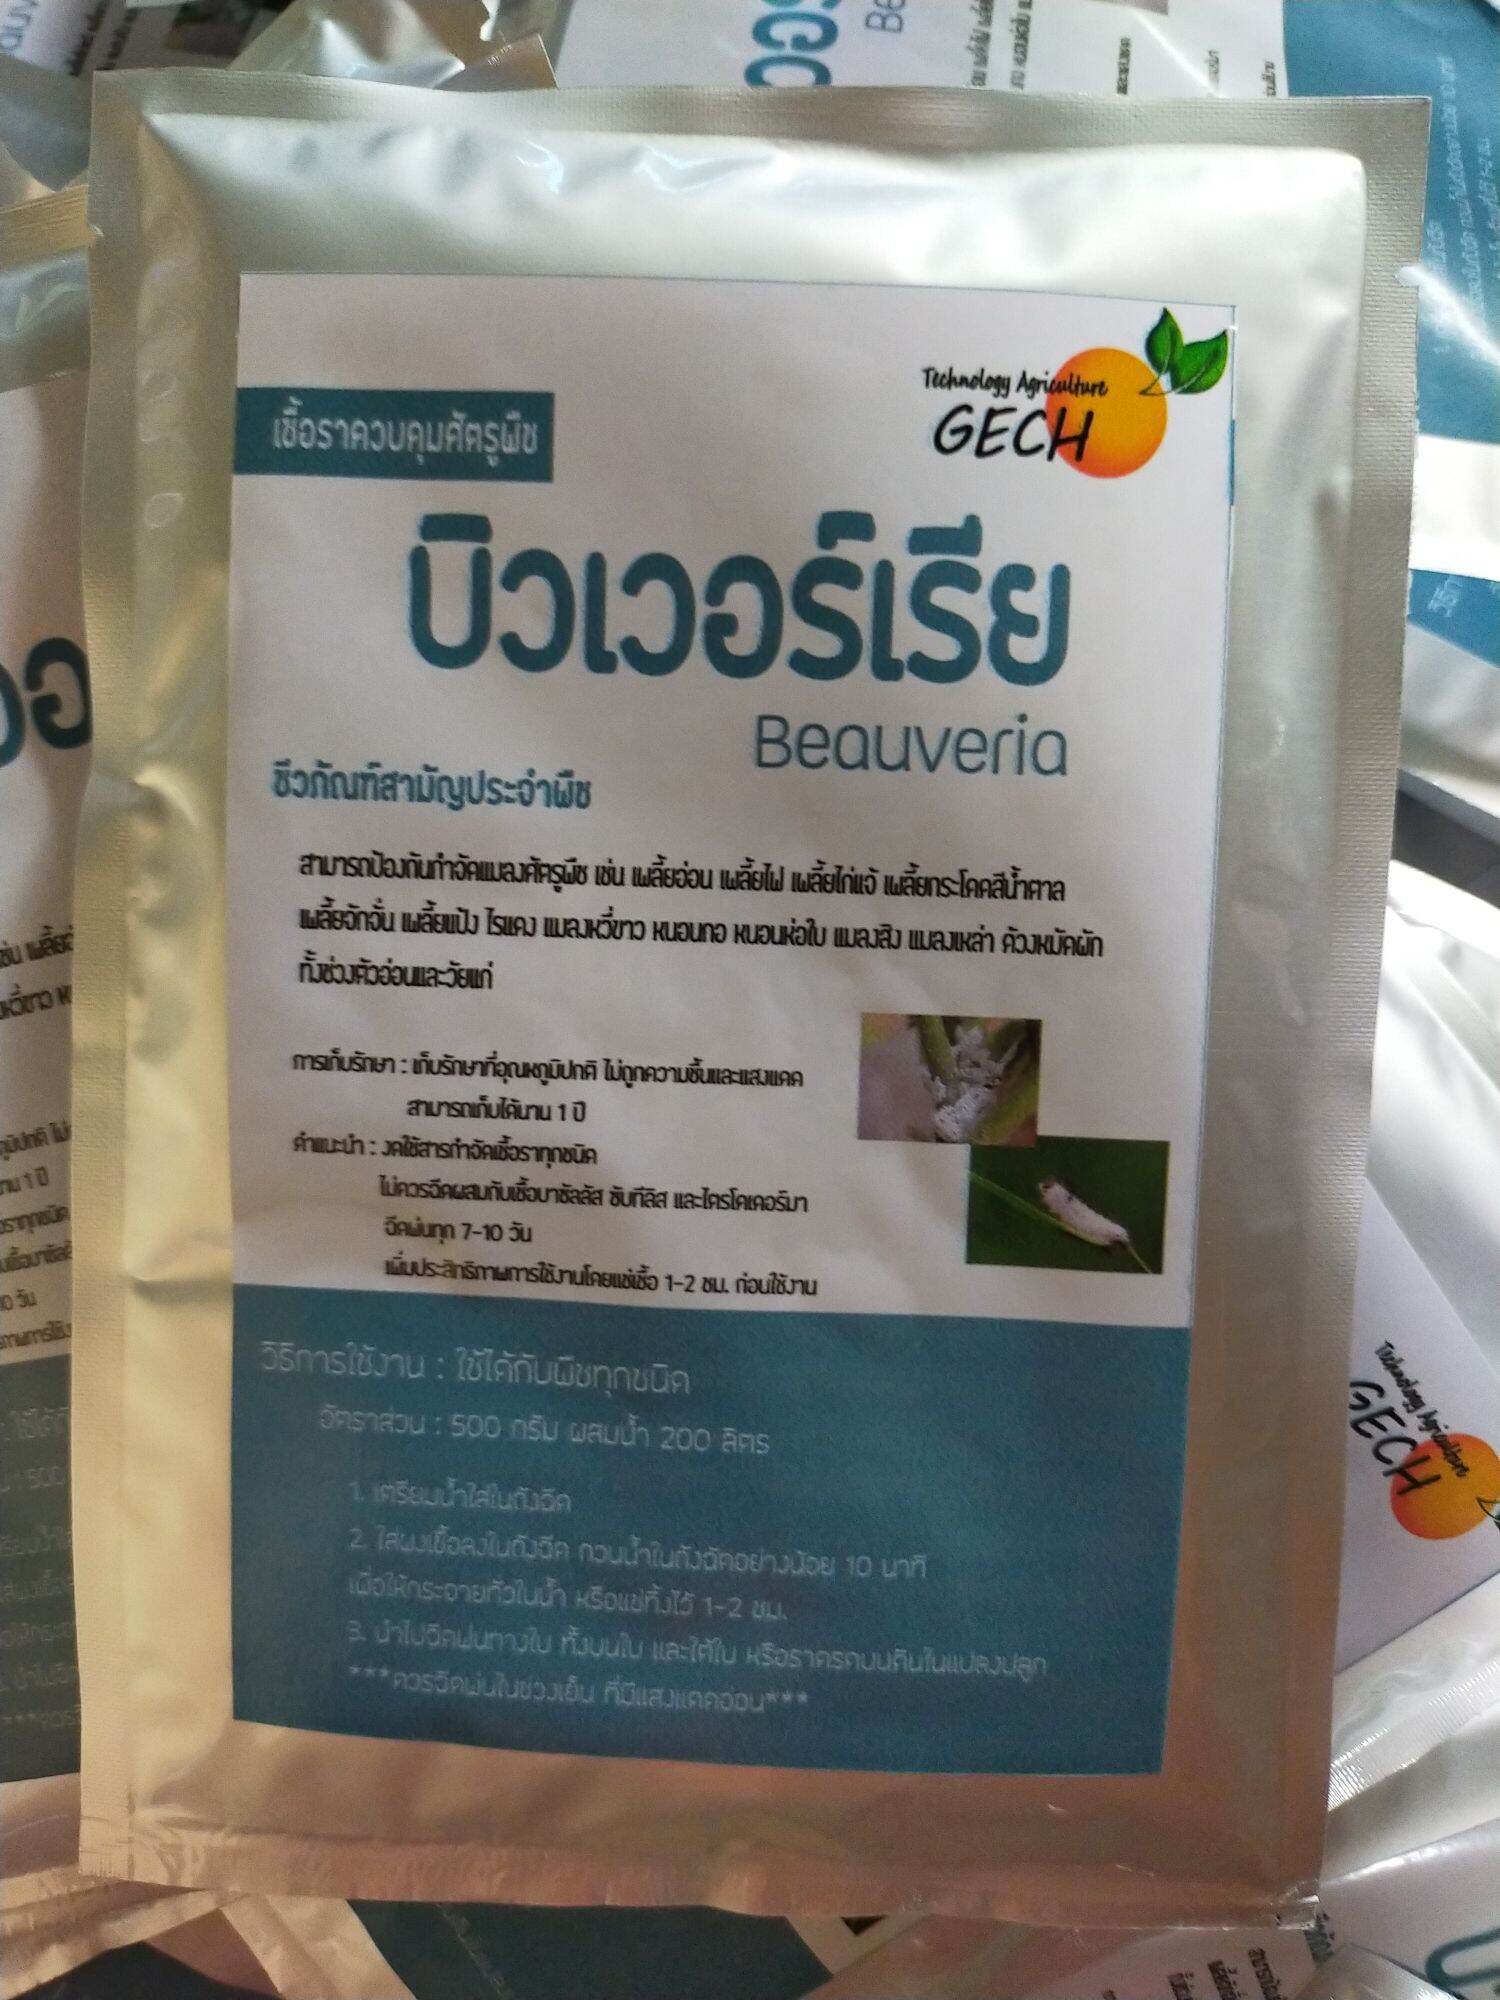 Technology Agriculture
GECH
เชื้อราควบคุมศัตรูพืช
บิวเวอร์เรีย
Beauveria
ชีวภัณฑ์สามัญประจำพืช
สามารถป้องกันกำจัดแมลงศัตรูพืช เช่น เพลี้ยอ่อน เพลี้ยไฟ เพลี้ยไก่แจ้ เพลี้ยกระโดดสีน้ำตาล
เพลี้ยจักจั่น เพลี้ยแป้ง ไรแดง แมลงหวี่ขาว หนอนกอ หนอนห่อใบ แมลงสิง แมลงเหล่า ด้วงหมัดผัก
ทั้งช่วงตัวอ่อนและวัยแก่
การเก็บรักษา : เก็บรักษาที่อุณหภูมิปกติ ไม่ถูกความชื้นและแสงแดด
สามารถเก็บได้นาน 1 ปี
คำแนะนำ : งดใช้สารกำจัดเชื้อราทุกชนิด
ไม่ควรฉีดผสมกับเชื้อบาซัลลัส ซับทีลิส และไตรโคเดอร์มา
ฉีดพ่นทุก 7-10 วัน
เพิ่มประสิทธิภาพการใช้งานโดยแช่เชื้อ 1-2 ชม. ก่อนใช้งาน
วิธีการใช้งาน : ใช้ได้กับพืชทุกชนิด
อัตราส่วน : 500 กรัม ผสมน้ำ 200 ลิตร
1. เตรียมน้ำใส่ในถังฉีด
2. ใส่ผงเชื้อลงในถังฉีด กวนน้ำในถังฉัดอย่างน้อย 10 นาที
เพื่อให้กระจายทั่วในน้ำ หรือแช่ทิ้งไว้ 1-2 ชม.
3. นำไปฉีดพ่นทางใบ ทั้งบนใบ และใต้ใบ หรือราดรดบนดินในแปลงปลูก
***ควรฉีดพ่นในช่วงเย็น ที่มีแสงแดดอ่อน***
Technology Agriculture
GECH